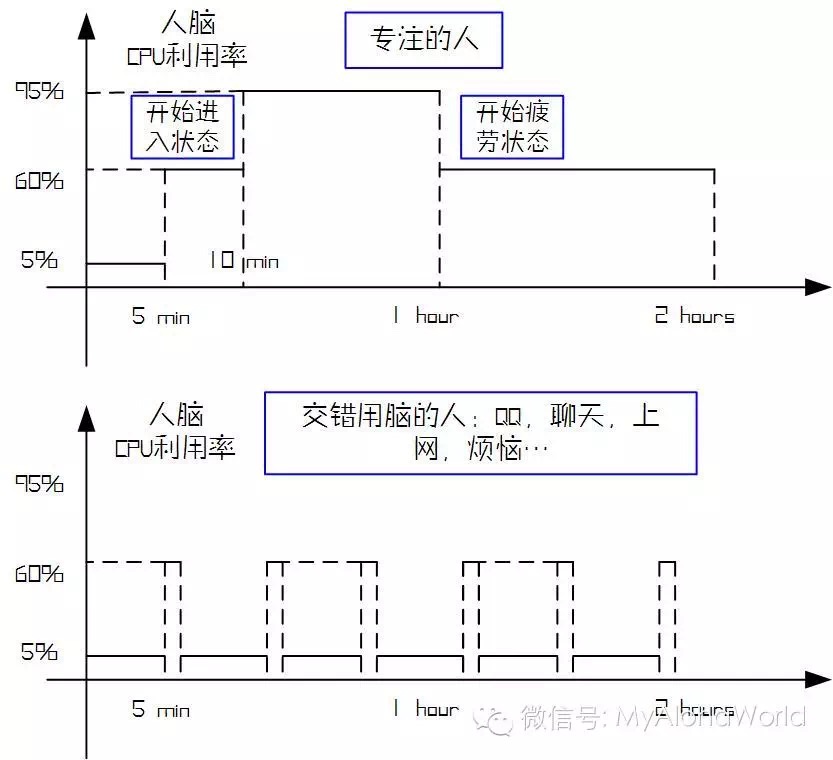 人脑
CPU利用率
专注的人
95%
开始进
入状态
开始疲
劳状态
60%
5%
10 min
5 min
1 hour
2 hours
人脑
CPU利用率
交错用脑的人：QQ，聊天，上
网，烦恼…
95%
60%
5%
5 min
1 hour
2 hours
微信号: MyAlphaWorld